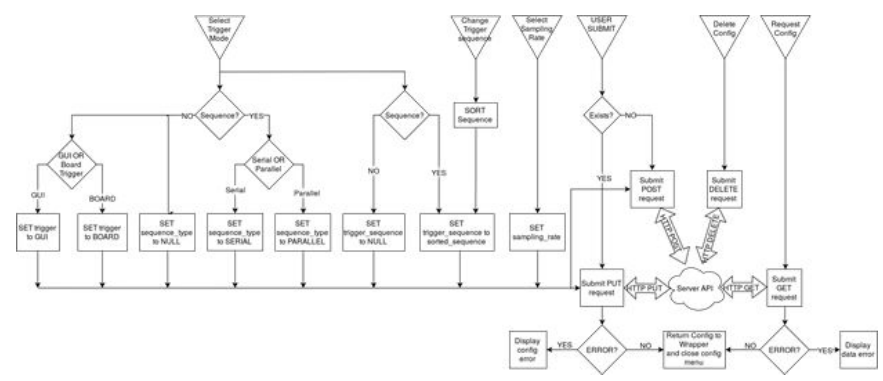 Select
Trigger
Mode
Change
Trigger
sequence
Select
Sampling
Rate
USER
SUBMIT
Delete
Config
Request
Config
NO
Sequence?
YES
Sequence?
SORT
Sequence
Exists?
NO
GUI OR
Board
Trigger
Serial OR
Parallel
NO
YES
YES
Submit
POST
request
Submit
DELETE
request
GUI
BOARD
Serial
Parallel
SET trigger
to GUI
SET trigger
to BOARD
SET
sequence_type
to NULL
SET
sequence_type
to SERIAL
SET
sequence_type
to PARALLEL
SET
trigger_sequence
to NULL
SET
trigger_sequence to
sorted_sequence
SET
sampling_rate
HTTP POST
HTTP DELETE
Submit PUT
request
HTTP PUT
Server API
HTTP GET
Submit
GET
request
Display
config
error
YES
ERROR?
NO
Return Config to
Wrapper
and close config
menu
NO
ERROR?
YES
Display
data error